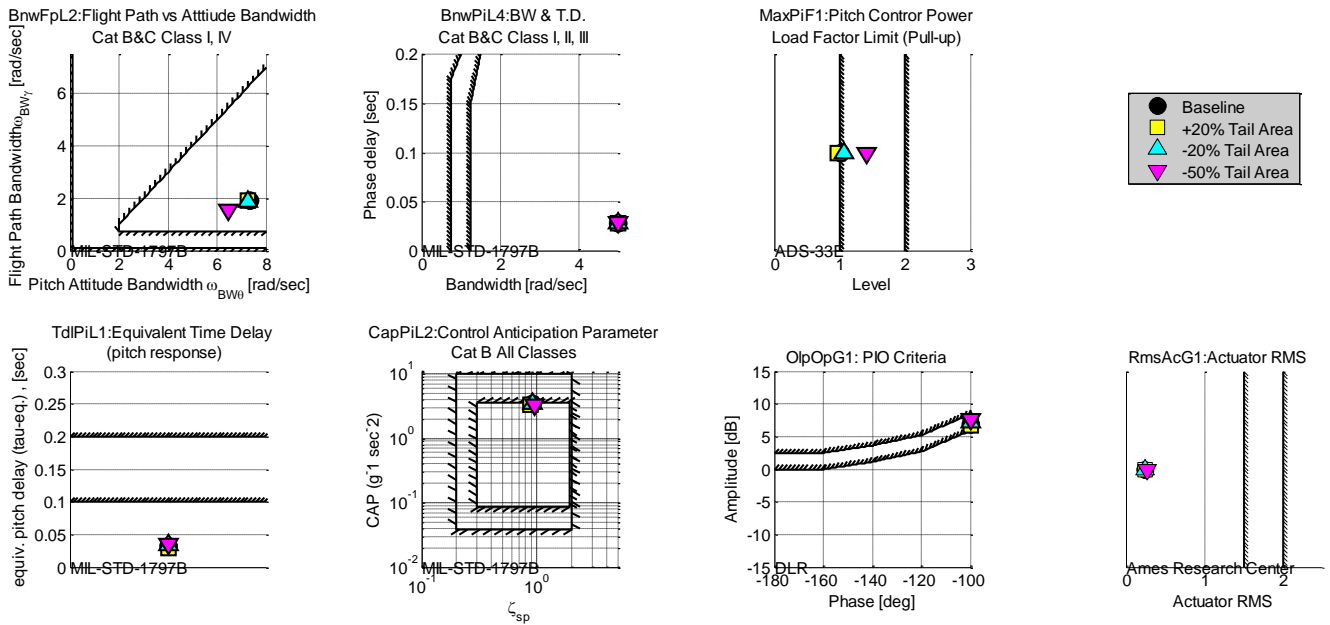 BnwFpL2:Flight Path vs Atttiude Bandwidth
Cat B&C Class I, IV
Flight Path Bandwidth ω_BWγ [rad/sec]
6
4
2
0
0
2
4
6
8
MIL-STD-1797B
Pitch Attitude Bandwidth ω_BWθ [rad/sec]
BnwPiL4:BW & T.D.
Cat B&C Class I, II, III
Phase delay [sec]
0.2
0.15
0.1
0.05
0
0
2
4
MIL-STD-1797B
Bandwidth [rad/sec]
MaxPiF1:Pitch Contror Power
Load Factor Limit (Pull-up)
ADS-33E
0
1
2
3
Level
Baseline
+20% Tail Area
-20% Tail Area
-50% Tail Area
TdlPiL1:Equivalent Time Delay
(pitch response)
equiv. pitch delay (tau-eq.) , [sec]
0.3
0.25
0.2
0.15
0.1
0.05
0
MIL-STD-1797B
CapPiL2:Control Anticipation Parameter
Cat B All Classes
CAP (g^-1 sec^-2)
10^1
10^0
10^-1
10^-2
10^-1
10^0
MIL-STD-1797B
ζ_sp
OlpOpG1: PIO Criteria
Amplitude [dB]
15
10
5
0
-5
-10
-15
DLR
-180
-160
-140
-120
-100
Phase [deg]
RmsAcG1:Actuator RMS
Ames Research Center
0
1
2
Actuator RMS